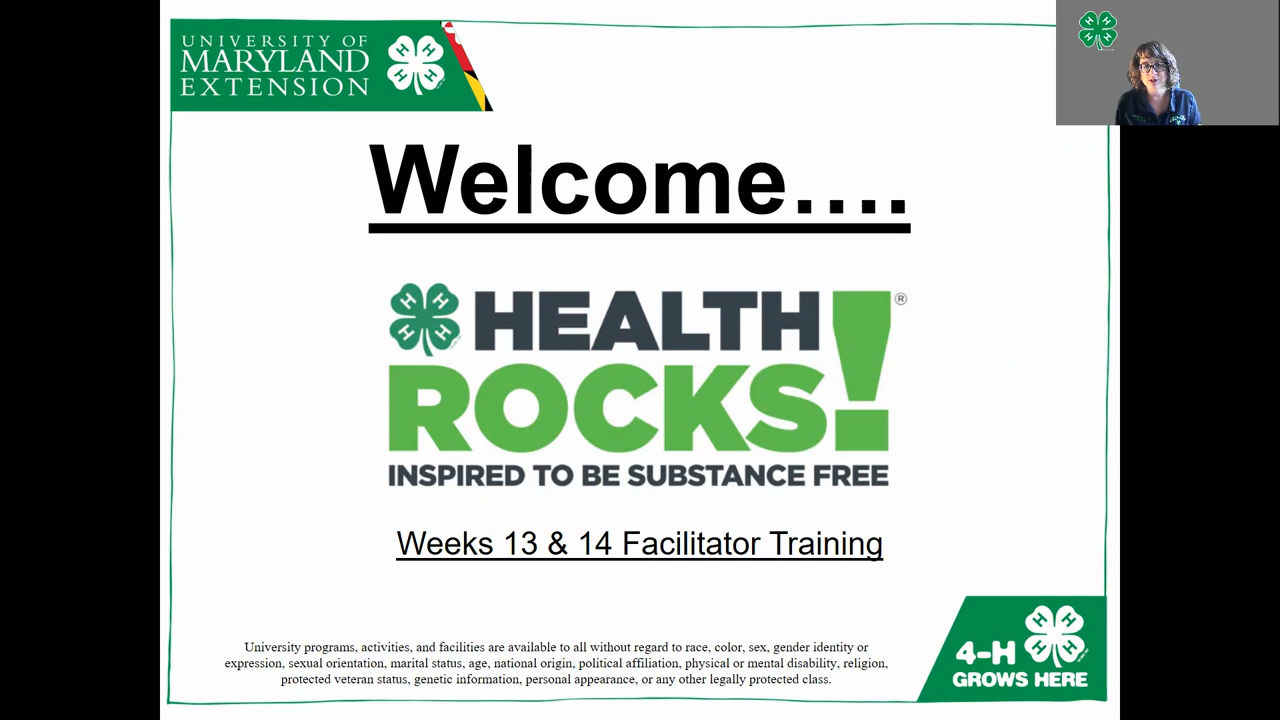 UNIVERSITY OF
MARYLAND
EXTENSION
Welcome….
HEALTH
ROCKS!®
INSPIRED TO BE SUBSTANCE FREE
Weeks 13 & 14 Facilitator Training
University programs, activities, and facilities are available to all without regard to race, color, sex, gender identity or
expression, sexual orientation, marital status, age, national origin, political affiliation, physical or mental disability, religion,
protected veteran status, genetic information, personal appearance, or any other legally protected class.
4-H
GROWS HERE